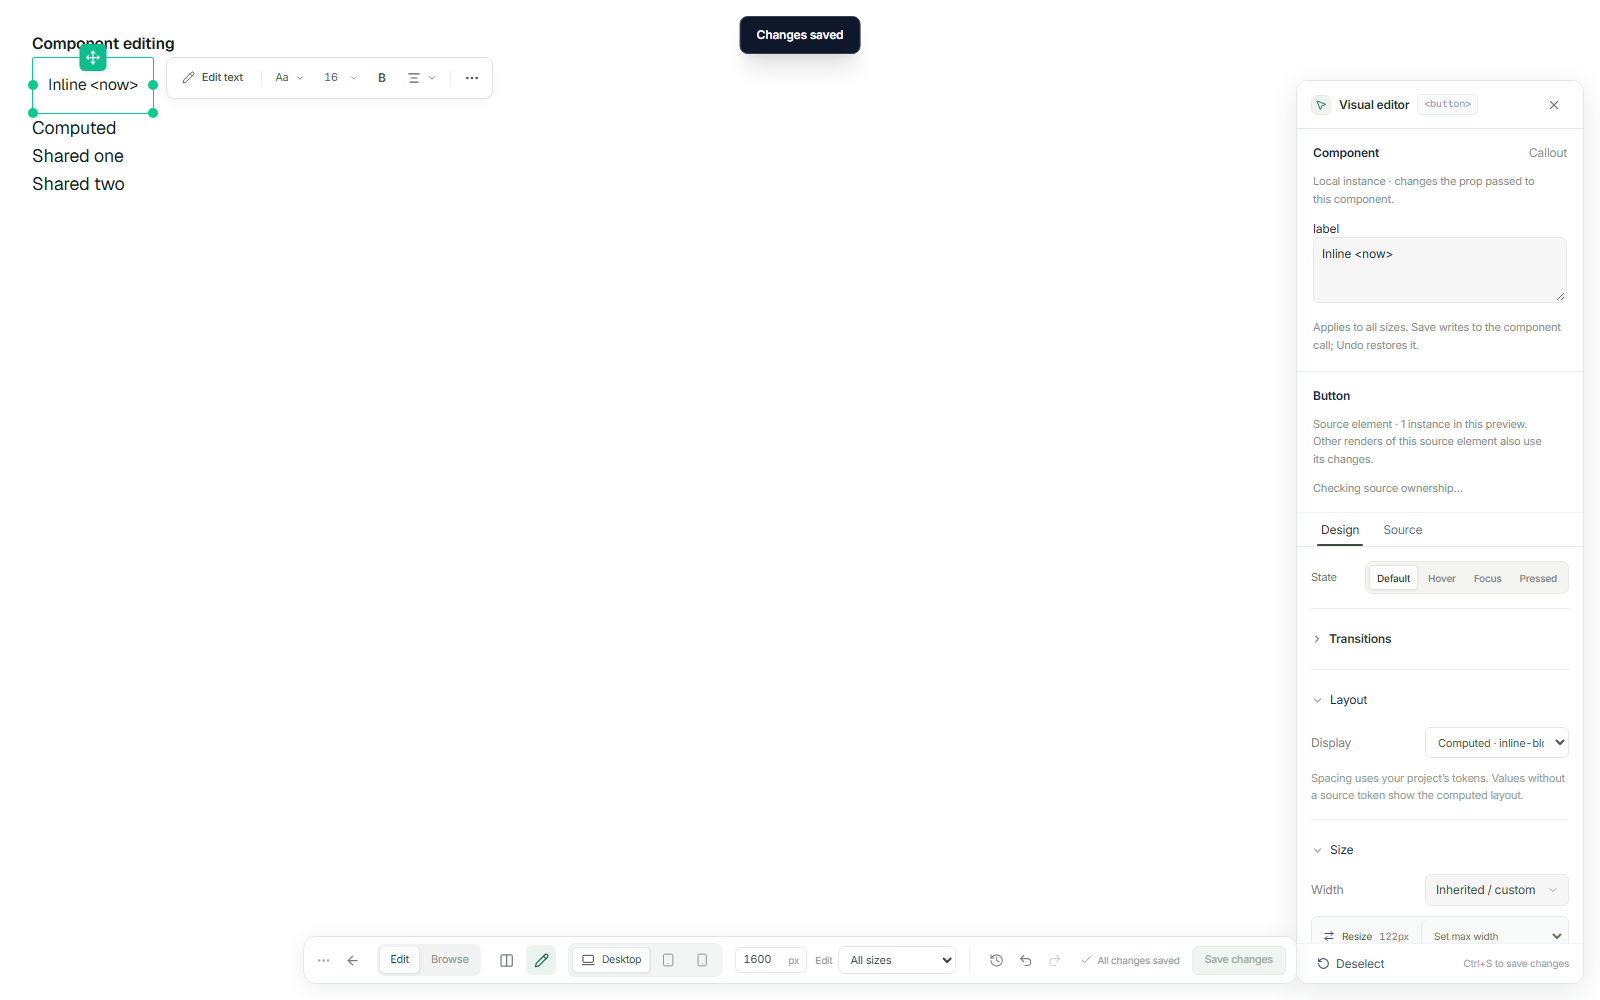 Changes saved
Component editing
Inline <now>
Edit text
Aa
16
B
Computed
Shared one
Shared two
Visual editor
<button>
Component
Callout
Local instance · changes the prop passed to
this component.
label
Inline <now>
Applies to all sizes. Save writes to the component
call; Undo restores it.
Button
Source element · 1 instance in this preview.
Other renders of this source element also use
its changes.
Checking source ownership...
Design
Source
State
Default
Hover
Focus
Pressed
Transitions
Layout
Display
Computed · inline-blc
Spacing uses your project's tokens. Values without
a source token show the computed layout.
Size
Width
Inherited / custom
Resize
122px
Set max width
Edit
Browse
Desktop
1600
px
Edit
All sizes
All changes saved
Save changes
Deselect
Ctrl+S to save changes